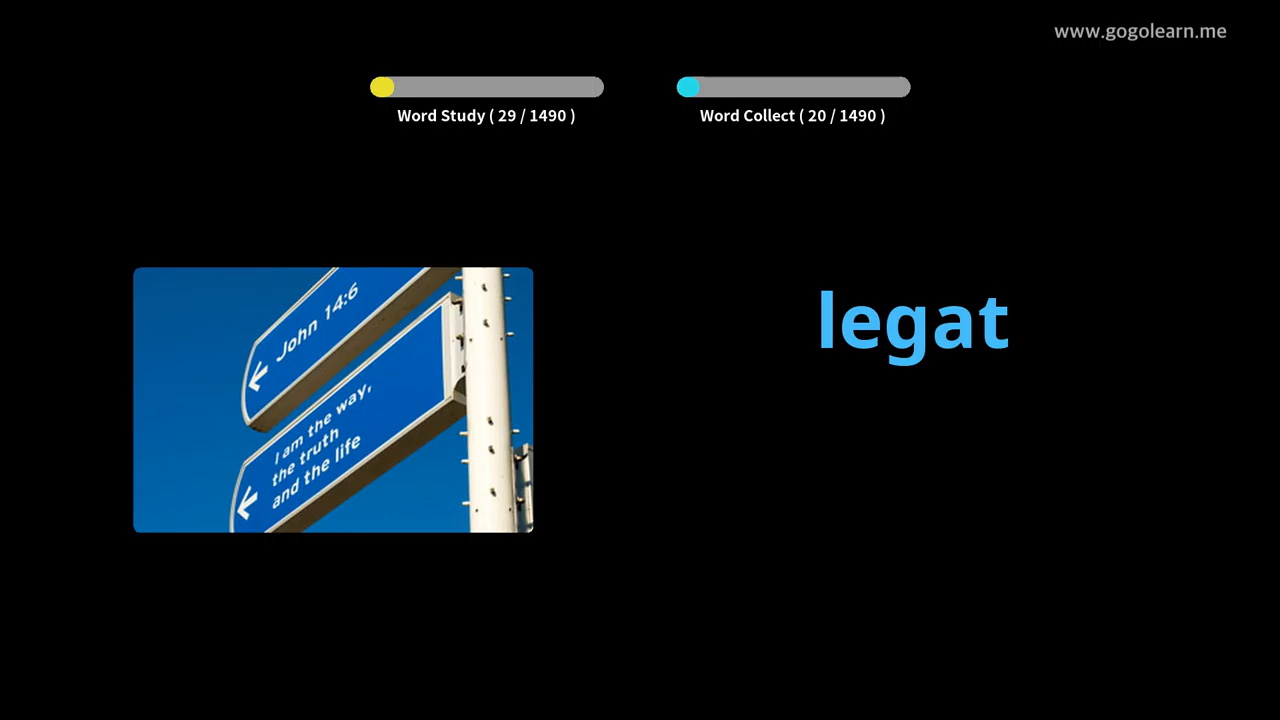 www.gogolearn.me
Word Study ( 29 / 1490 )
Word Collect ( 20 / 1490 )
John 14:6
I am the way,
the truth
and the life
legat